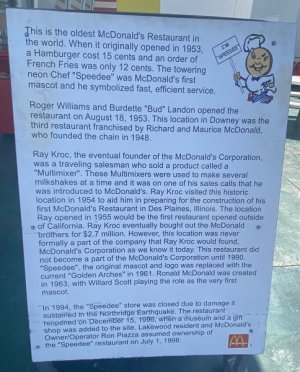 This is the oldest McDonald's Restaurant in
the world. When it originally opened in 1953,
a Hamburger cost 15 cents and an order of
French Fries was only 12 cents. The towering
neon Chef "Speedee" was McDonald's first
mascot and he symbolized fast, efficient service.
I'M
SPEEDEE
Roger Williams and Burdette "Bud" Landon opened the
restaurant on August 18, 1953. This location in Downey was the
third restaurant franchised by Richard and Maurice McDonald,
who founded the chain in 1948.
Ray Kroc, the eventual founder of the McDonald's Corporation,
was a traveling salesman who sold a product called a
"Multimixer". These Multimixers were used to make several
milkshakes at a time and it was on one of his sales calls that he
was introduced to McDonald's. Ray Kroc visited this historic
location in 1954 to aid him in preparing for the construction of his
first McDonald's Restaurant in Des Plaines, Illinois. The location
Ray opened in 1955 would be the first restaurant opened outside
of California. Ray Kroc eventually bought out the McDonald
brothers for $2.7 million. However, this location was never
formally a part of the company that Ray Kroc would found,
McDonald's Corporation as we know it today. This restaurant did
not become a part of the McDonald's Corporation until 1990.
"Speedee", the original mascot and logo was replaced with the
current "Golden Arches" in 1961. Ronald McDonald was created
in 1963, with Willard Scott playing the role as the very first
mascot.
In 1994, the "Speedee" store was closed due to damage it
sustained in the Northridge Earthquake. The restaurant
reopened on December 15, 1996, when a museum and a gift
shop was added to the site. Lakewood resident and McDonald's
Owner/Operator Ron Piazza assumed ownership of
the "Speedee" restaurant on July 1, 1998.